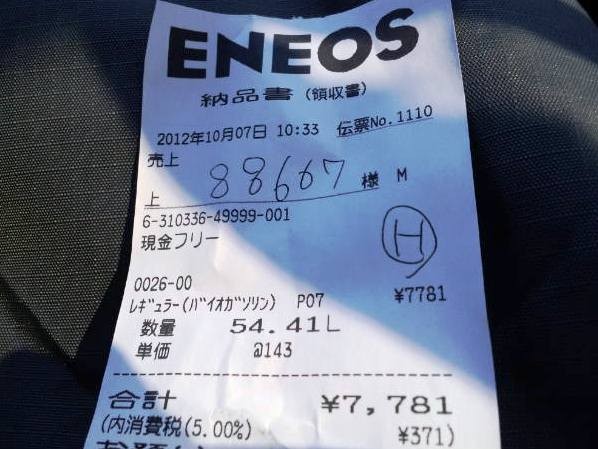 ENEOS
納品書(領収書)
2012年10月07日 10:33 伝票No.1110
売上
上 88667 様 M
6-310336-49999-001
現金フリー
H
0026-00
レギュラー(バイオガソリン) P07 ¥7781
数量 54.41L
単価 @143
合計 ¥7,781
(内消費税(5.00%) ¥371)